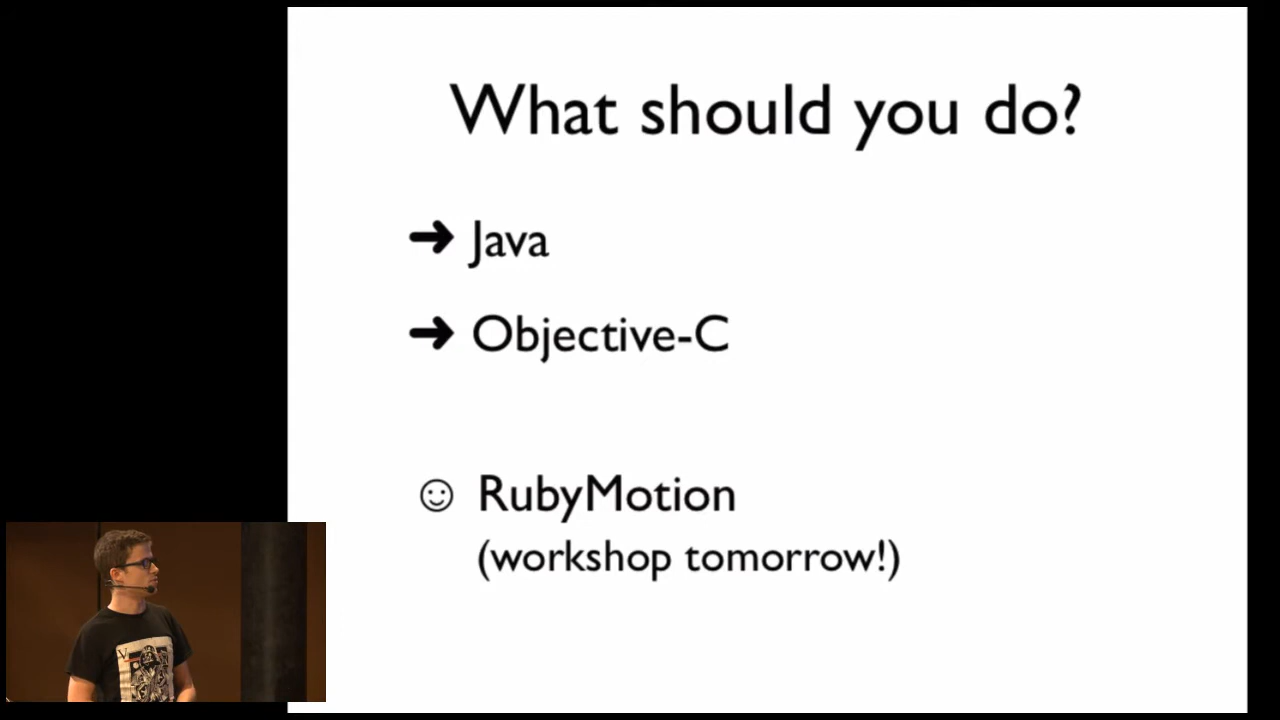 What should you do?
➜ Java
➜ Objective-C
☺ RubyMotion
(workshop tomorrow!)